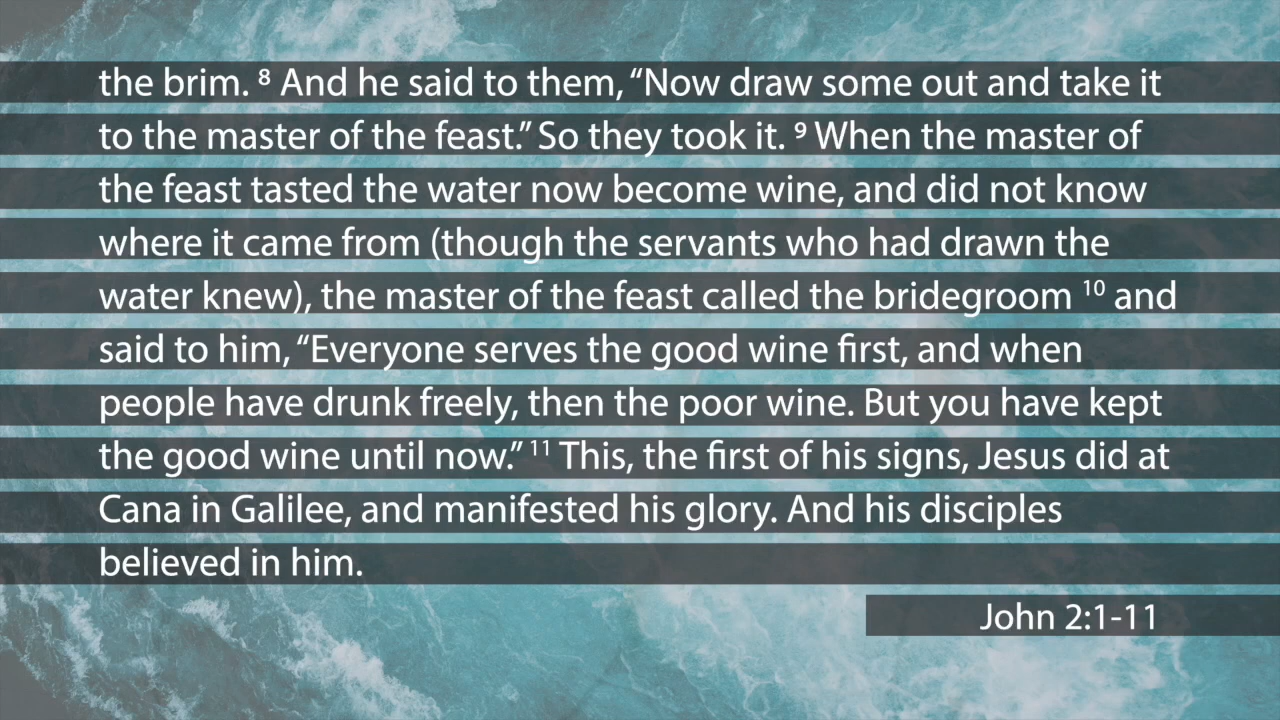 the brim. ⁸ And he said to them, “Now draw some out and take it
to the master of the feast.” So they took it. ⁹ When the master of
the feast tasted the water now become wine, and did not know
where it came from (though the servants who had drawn the
water knew), the master of the feast called the bridegroom ¹⁰ and
said to him, “Everyone serves the good wine first, and when
people have drunk freely, then the poor wine. But you have kept
the good wine until now.” ¹¹ This, the first of his signs, Jesus did at
Cana in Galilee, and manifested his glory. And his disciples
believed in him.
John 2:1-11